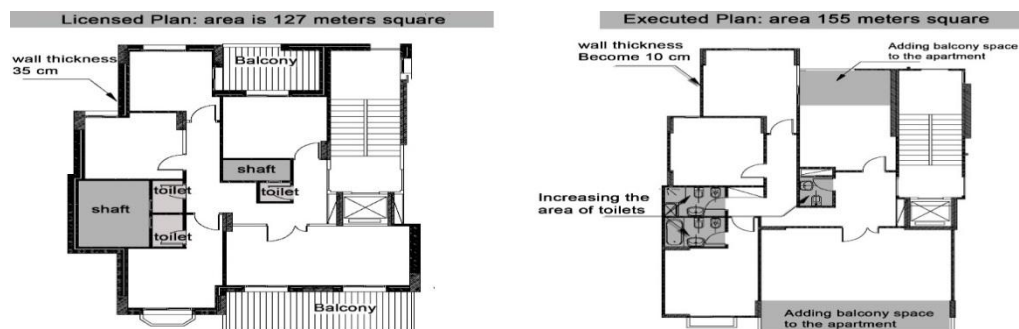 Licensed Plan: area is 127 meters square
wall thickness
35 cm
Balcony
shaft
toilet
toilet
shaft
toilet
Balcony
Executed Plan: area 155 meters square
wall thickness
Become 10 cm
Adding balcony space
to the apartment
Increasing the
area of toilets
Adding balcony space
to the apartment